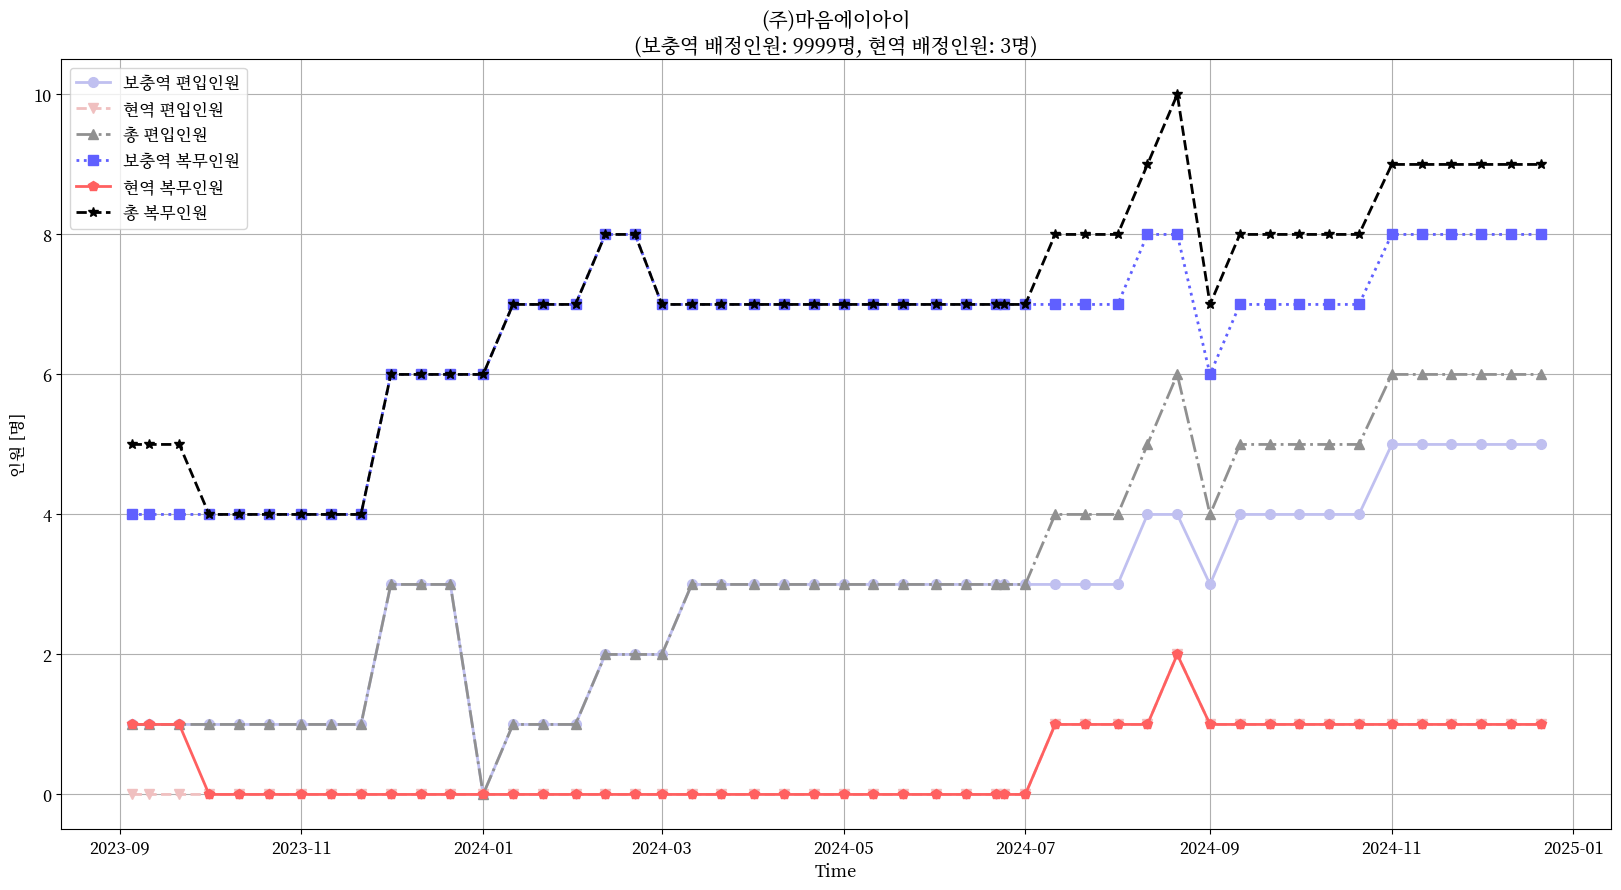 (주)마음에이아이
(보충역 배정인원: 9999명, 현역 배정인원: 3명)
보충역 편입인원
현역 편입인원
총 편입인원
보충역 복무인원
현역 복무인원
총 복무인원
인원 [명]
10
8
6
4
2
0
2023-09
2023-11
2024-01
2024-03
2024-05
2024-07
2024-09
2024-11
2025-01
Time